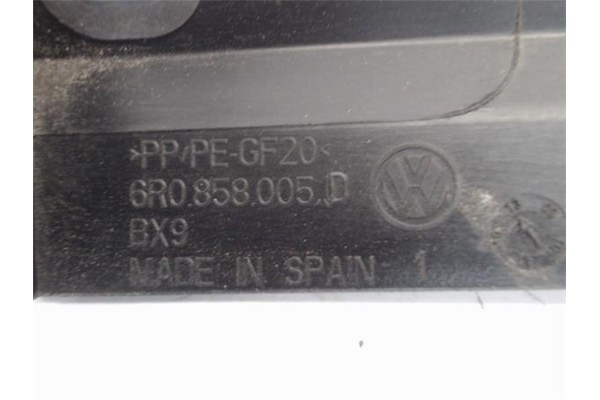 >PP/PE-GF20<
6R0.858.005.D
BX9
MADE IN SPAIN 1